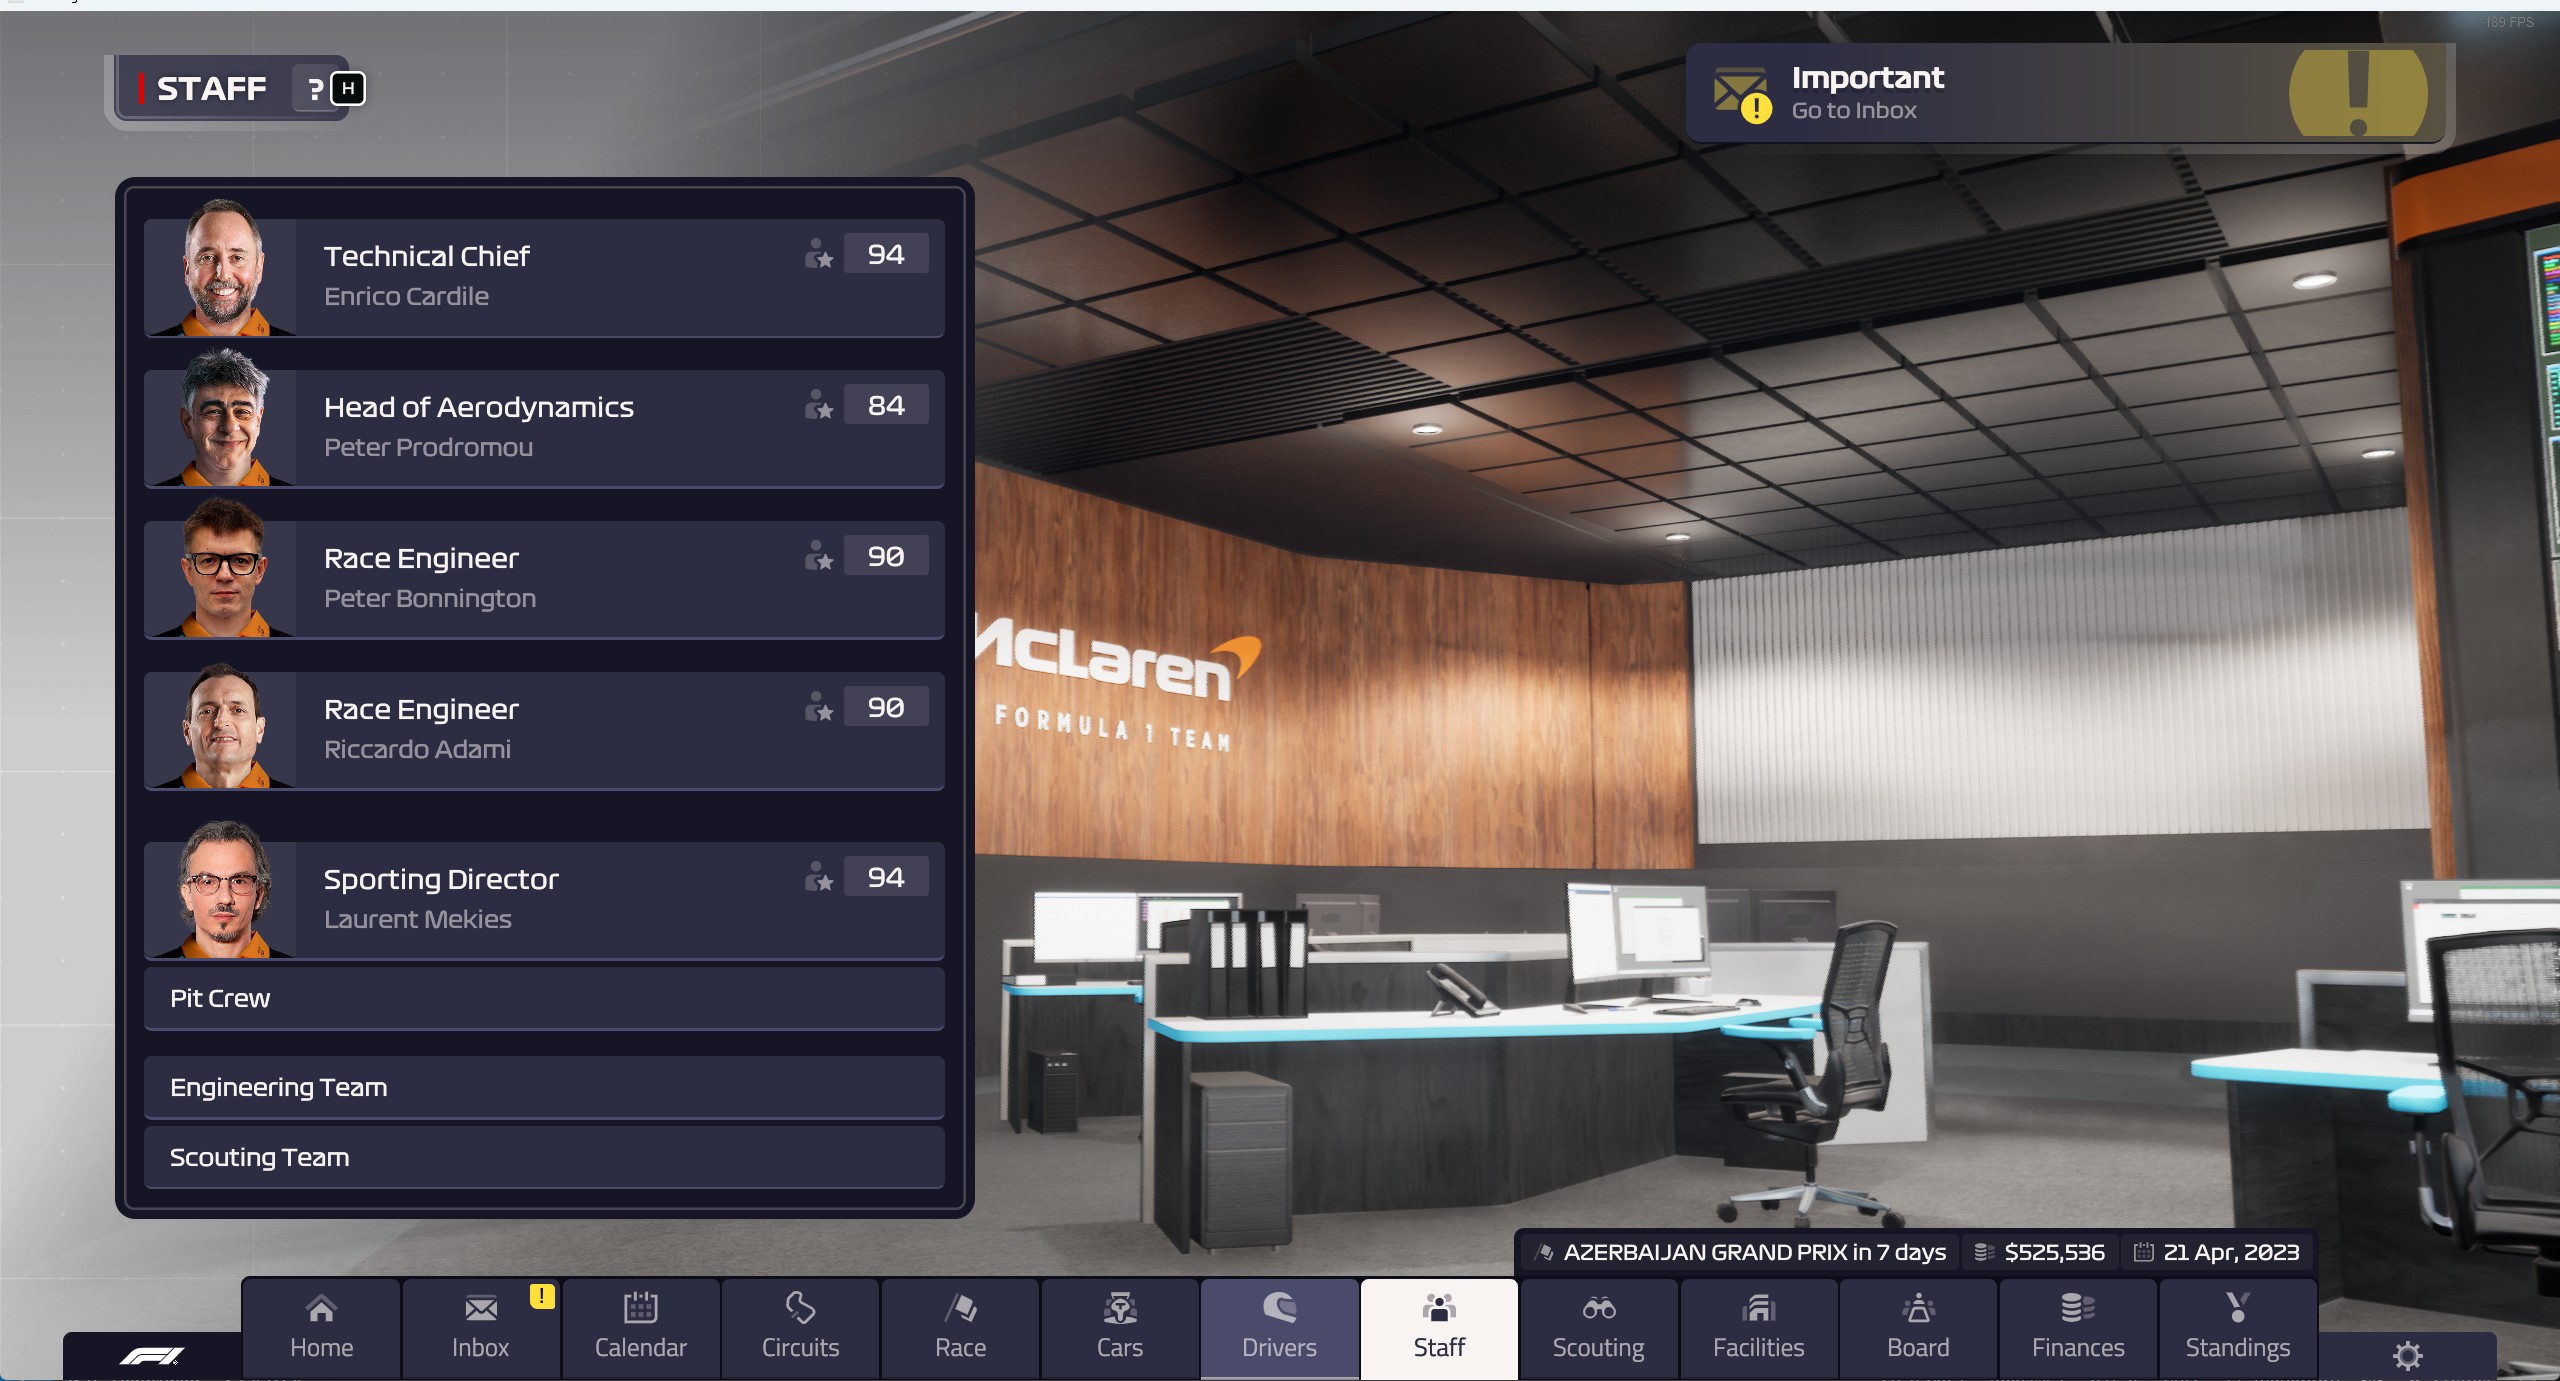 189 FPS
STAFF ? H
Important
Go to Inbox
Technical Chief 94
Enrico Cardile
Head of Aerodynamics 84
Peter Prodromou
Race Engineer 90
Peter Bonnington
Race Engineer 90
Riccardo Adami
Sporting Director 94
Laurent Mekies
Pit Crew
Engineering Team
Scouting Team
McLaren
FORMULA 1 TEAM
AZERBAIJAN GRAND PRIX in 7 days $525,536 21 Apr, 2023
Home Inbox ! Calendar Circuits Race Cars Drivers Staff Scouting Facilities Board Finances Standings
F1